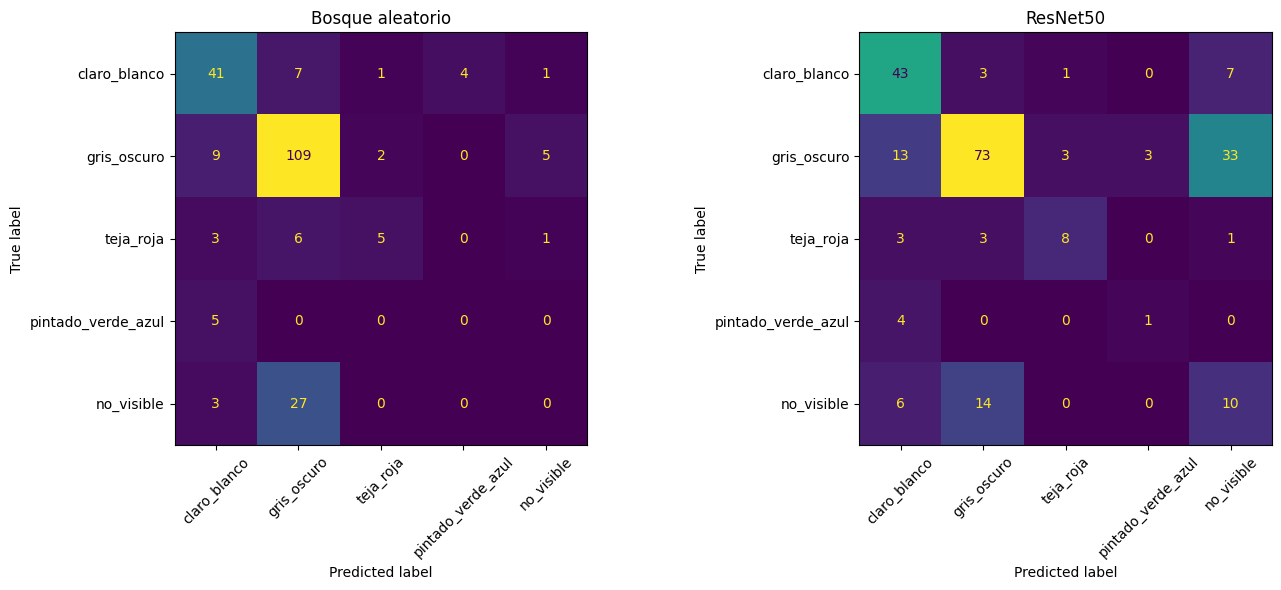 Bosque aleatorio
True label
claro_blanco 41 7 1 4 1
gris_oscuro 9 109 2 0 5
teja_roja 3 6 5 0 1
pintado_verde_azul 5 0 0 0 0
no_visible 3 27 0 0 0
claro_blanco gris_oscuro teja_roja pintado_verde_azul no_visible
Predicted label
ResNet50
True label
claro_blanco 43 3 1 0 7
gris_oscuro 13 73 3 3 33
teja_roja 3 3 8 0 1
pintado_verde_azul 4 0 0 1 0
no_visible 6 14 0 0 10
claro_blanco gris_oscuro teja_roja pintado_verde_azul no_visible
Predicted label